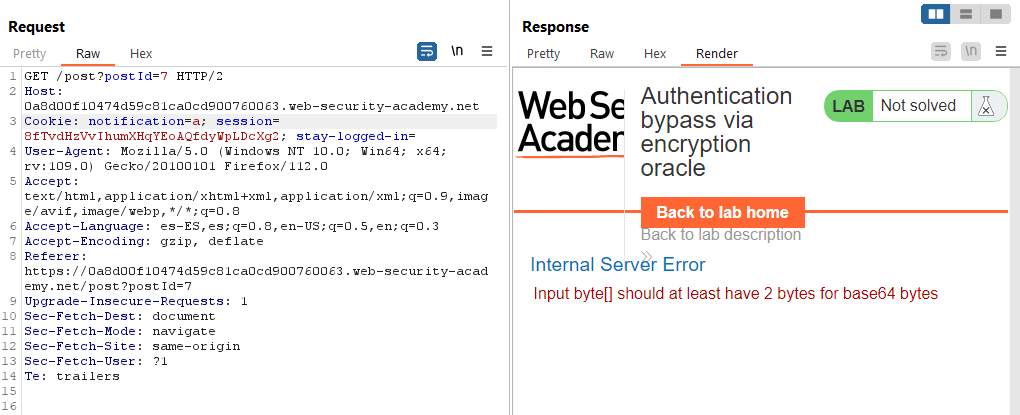 Request
Pretty Raw Hex
\n
1 GET /post?postId=7 HTTP/2
2 Host:
0a8d00f10474d59c81ca0cd900760063.web-security-academy.net
3 Cookie: notification=a; session=
8fTvdHzVvIhumXHqYEoAQfdyWpLDcXg2; stay-logged-in=
4 User-Agent: Mozilla/5.0 (Windows NT 10.0; Win64; x64;
rv:109.0) Gecko/20100101 Firefox/112.0
5 Accept:
text/html,application/xhtml+xml,application/xml;q=0.9,imag
e/avif,image/webp,*/*;q=0.8
6 Accept-Language: es-ES,es;q=0.8,en-US;q=0.5,en;q=0.3
7 Accept-Encoding: gzip, deflate
8 Referer:
https://0a8d00f10474d59c81ca0cd900760063.web-security-acad
emy.net/post?postId=7
9 Upgrade-Insecure-Requests: 1
10 Sec-Fetch-Dest: document
11 Sec-Fetch-Mode: navigate
12 Sec-Fetch-Site: same-origin
13 Sec-Fetch-User: ?1
14 Te: trailers
15
16
Response
Pretty Raw Hex Render
\n
Web Se
Academ
Authentication
bypass via
encryption
oracle
LAB Not solved
Back to lab home
Back to lab description
Internal Server Error
Input byte[] should at least have 2 bytes for base64 bytes